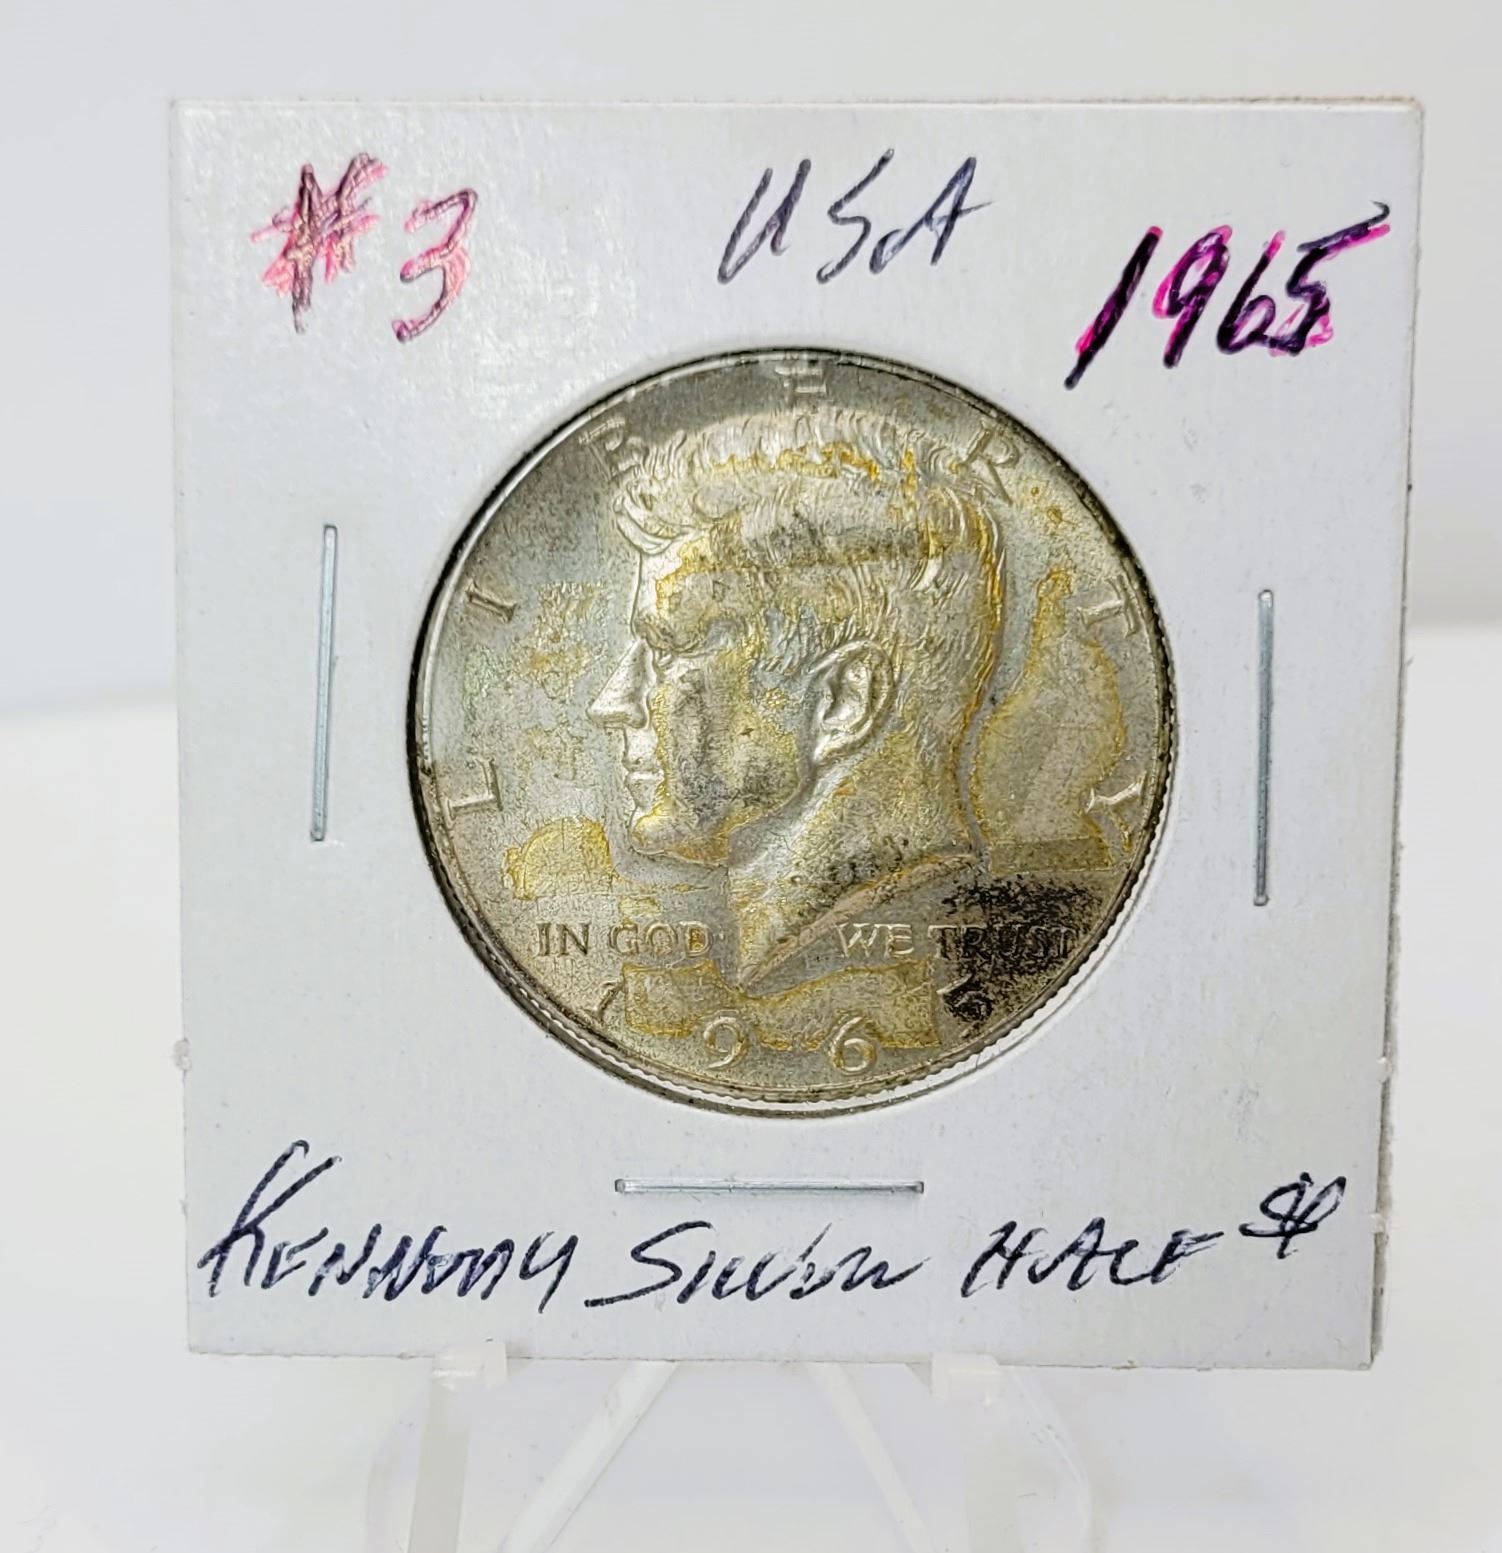 #3 USA 1965
LIBERTY
IN GOD WE TRUST
1965
KENNEDY SILVER HALF $